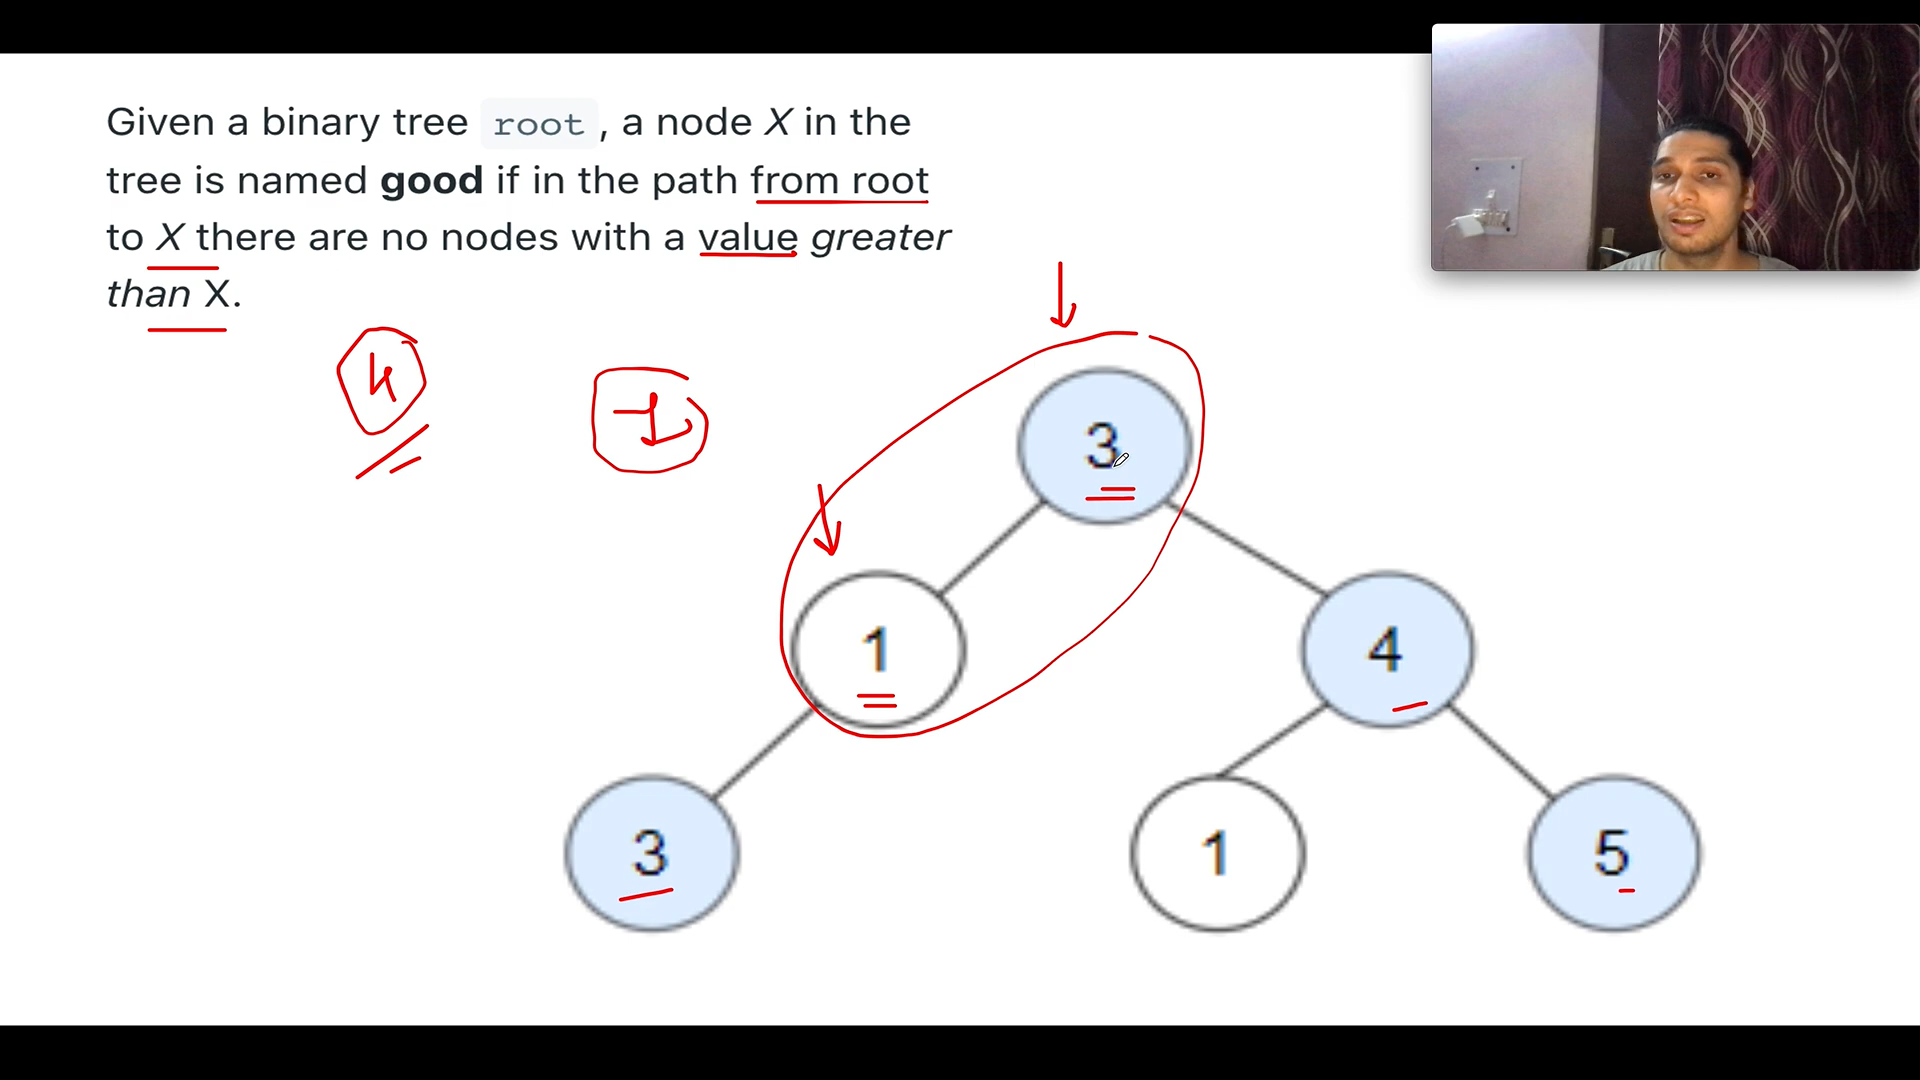 Given a binary tree root, a node X in the
tree is named good if in the path from root
to X there are no nodes with a value greater
than X.
4
3
1
4
3
1
5